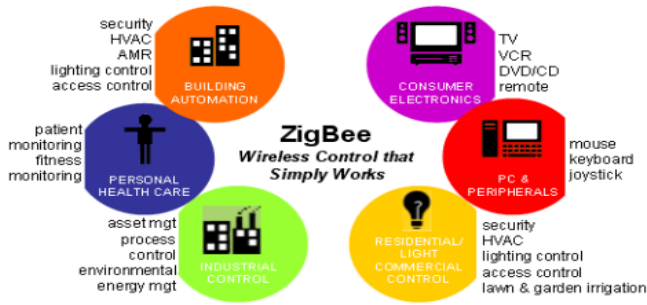 security
HVAC
AMR
lighting control
access control
BUILDING
AUTOMATION
TV
VCR
DVD/CD
remote
CONSUMER
ELECTRONICS
patient
monitoring
fitness
monitoring
PERSONAL
HEALTH CARE
ZigBee
Wireless Control that
Simply Works
mouse
keyboard
joystick
PC &
PERIPHERALS
asset mgt
process
control
environmental
energy mgt
INDUSTRIAL
CONTROL
RESIDENTIAL/
LIGHT
COMMERCIAL
CONTROL
security
HVAC
lighting control
access control
lawn & garden irrigation